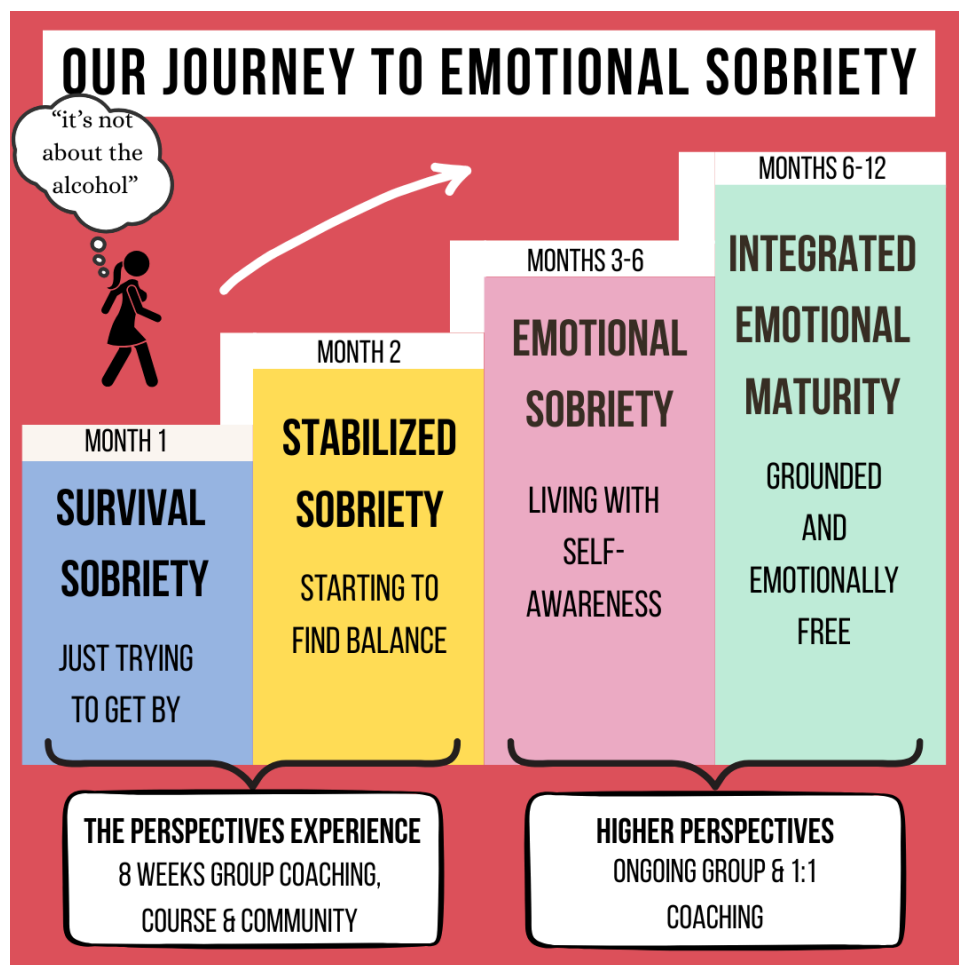 OUR JOURNEY TO EMOTIONAL SOBRIETY
“it’s not
about the
alcohol”
MONTH 1
SURVIVAL
SOBRIETY
JUST TRYING
TO GET BY
MONTH 2
STABILIZED
SOBRIETY
STARTING TO
FIND BALANCE
MONTHS 3-6
EMOTIONAL
SOBRIETY
LIVING WITH
SELF-
AWARENESS
MONTHS 6-12
INTEGRATED
EMOTIONAL
MATURITY
GROUNDED
AND
EMOTIONALLY
FREE
THE PERSPECTIVES EXPERIENCE
8 WEEKS GROUP COACHING,
COURSE & COMMUNITY
HIGHER PERSPECTIVES
ONGOING GROUP & 1:1
COACHING